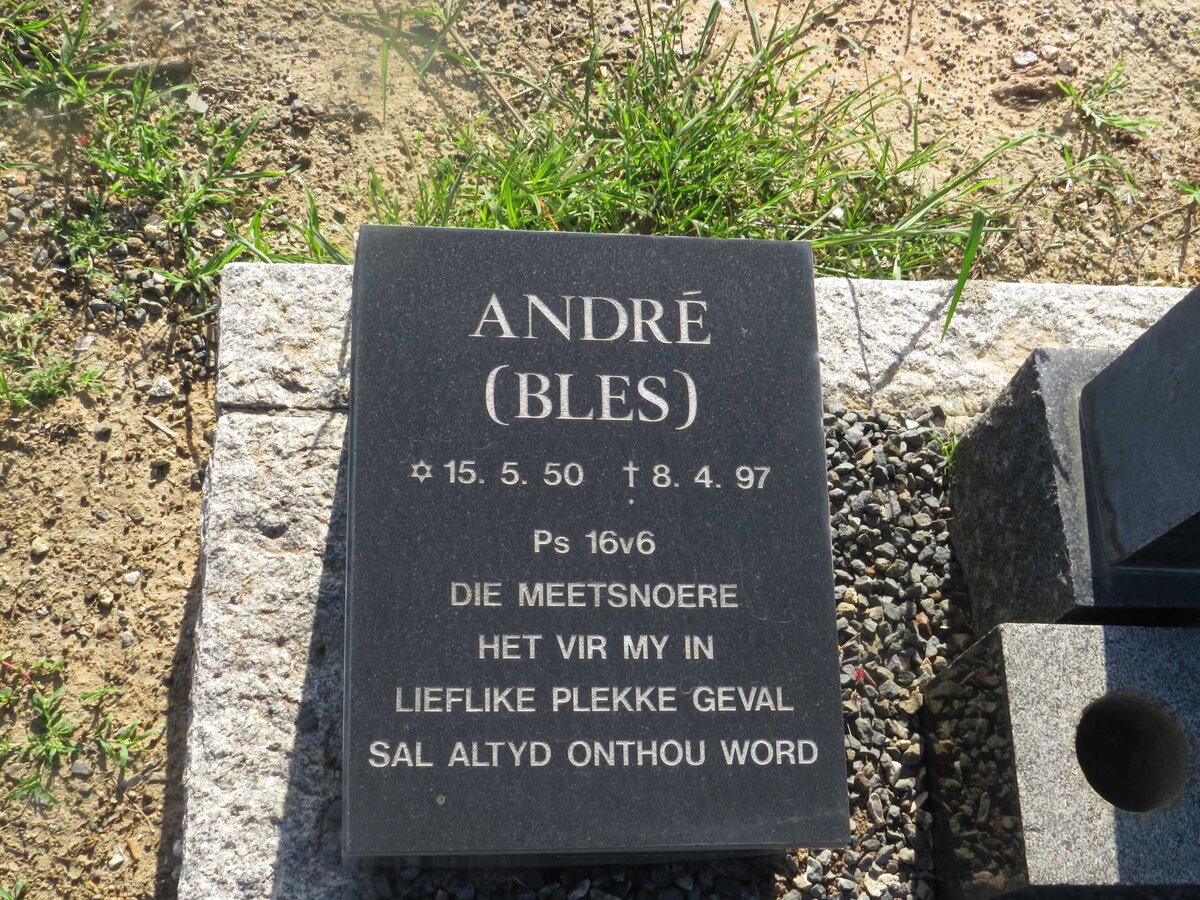 ANDRÉ
(BLES)
✡ 15. 5. 50 † 8. 4. 97
Ps 16v6
DIE MEETSNOERE
HET VIR MY IN
LIEFLIKE PLEKKE GEVAL
SAL ALTYD ONTHOU WORD